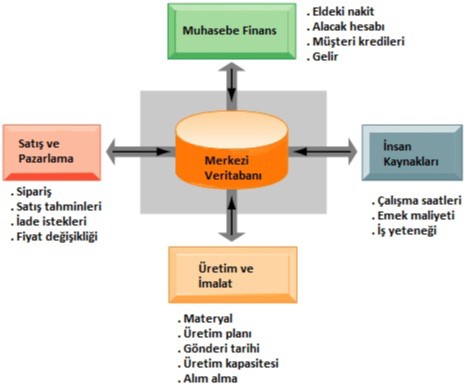 Muhasebe Finans
. Eldeki nakit
. Alacak hesabı
. Müşteri kredileri
. Gelir
Satış ve
Pazarlama
. Sipariş
. Satış tahminleri
. İade istekleri
. Fiyat değişikliği
Merkezi
Veritabanı
İnsan
Kaynakları
. Çalışma saatleri
. Emek maliyeti
. İş yeteneği
Üretim ve
İmalat
. Materyal
. Üretim planı
. Gönderi tarihi
. Üretim kapasitesi
. Alım alma